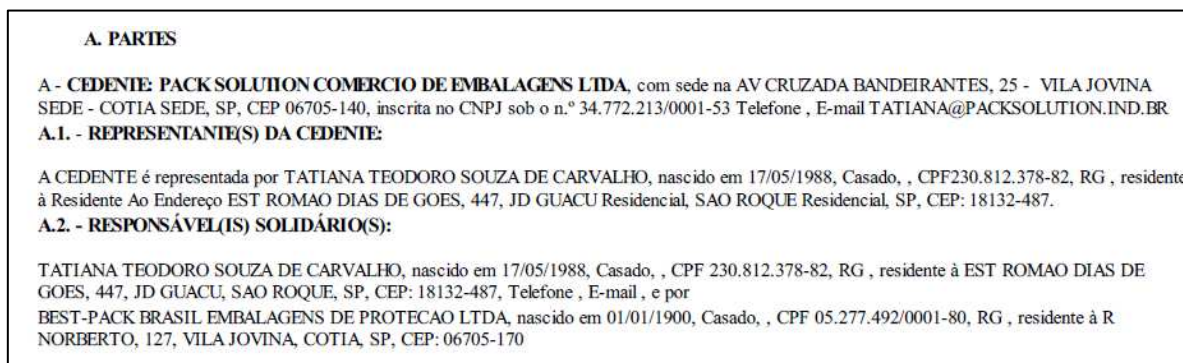 A. PARTES
A - CEDENTE: PACK SOLUTION COMERCIO DE EMBALAGENS LTDA, com sede na AV CRUZADA BANDEIRANTES, 25 - VILA JOVINA
SEDE - COTIA SEDE, SP, CEP 06705-140, inscrita no CNPJ sob o n.º 34.772.213/0001-53 Telefone , E-mail TATIANA@PACKSOLUTION.IND.BR
A.1. - REPRESENTANTE(S) DA CEDENTE:
A CEDENTE é representada por TATIANA TEODORO SOUZA DE CARVALHO, nascido em 17/05/1988, Casado, , CPF230.812.378-82, RG , residente
à Residente Ao Endereço EST ROMAO DIAS DE GOES, 447, JD GUACU Residencial, SAO ROQUE Residencial, SP, CEP: 18132-487.
A.2. - RESPONSÁVEL(IS) SOLIDÁRIO(S):
TATIANA TEODORO SOUZA DE CARVALHO, nascido em 17/05/1988, Casado, , CPF 230.812.378-82, RG , residente à EST ROMAO DIAS DE
GOES, 447, JD GUACU, SAO ROQUE, SP, CEP: 18132-487, Telefone , E-mail , e por
BEST-PACK BRASIL EMBALAGENS DE PROTECAO LTDA, nascido em 01/01/1900, Casado, , CPF 05.277.492/0001-80, RG , residente à R
NORBERTO, 127, VILA JOVINA, COTIA, SP, CEP: 06705-170